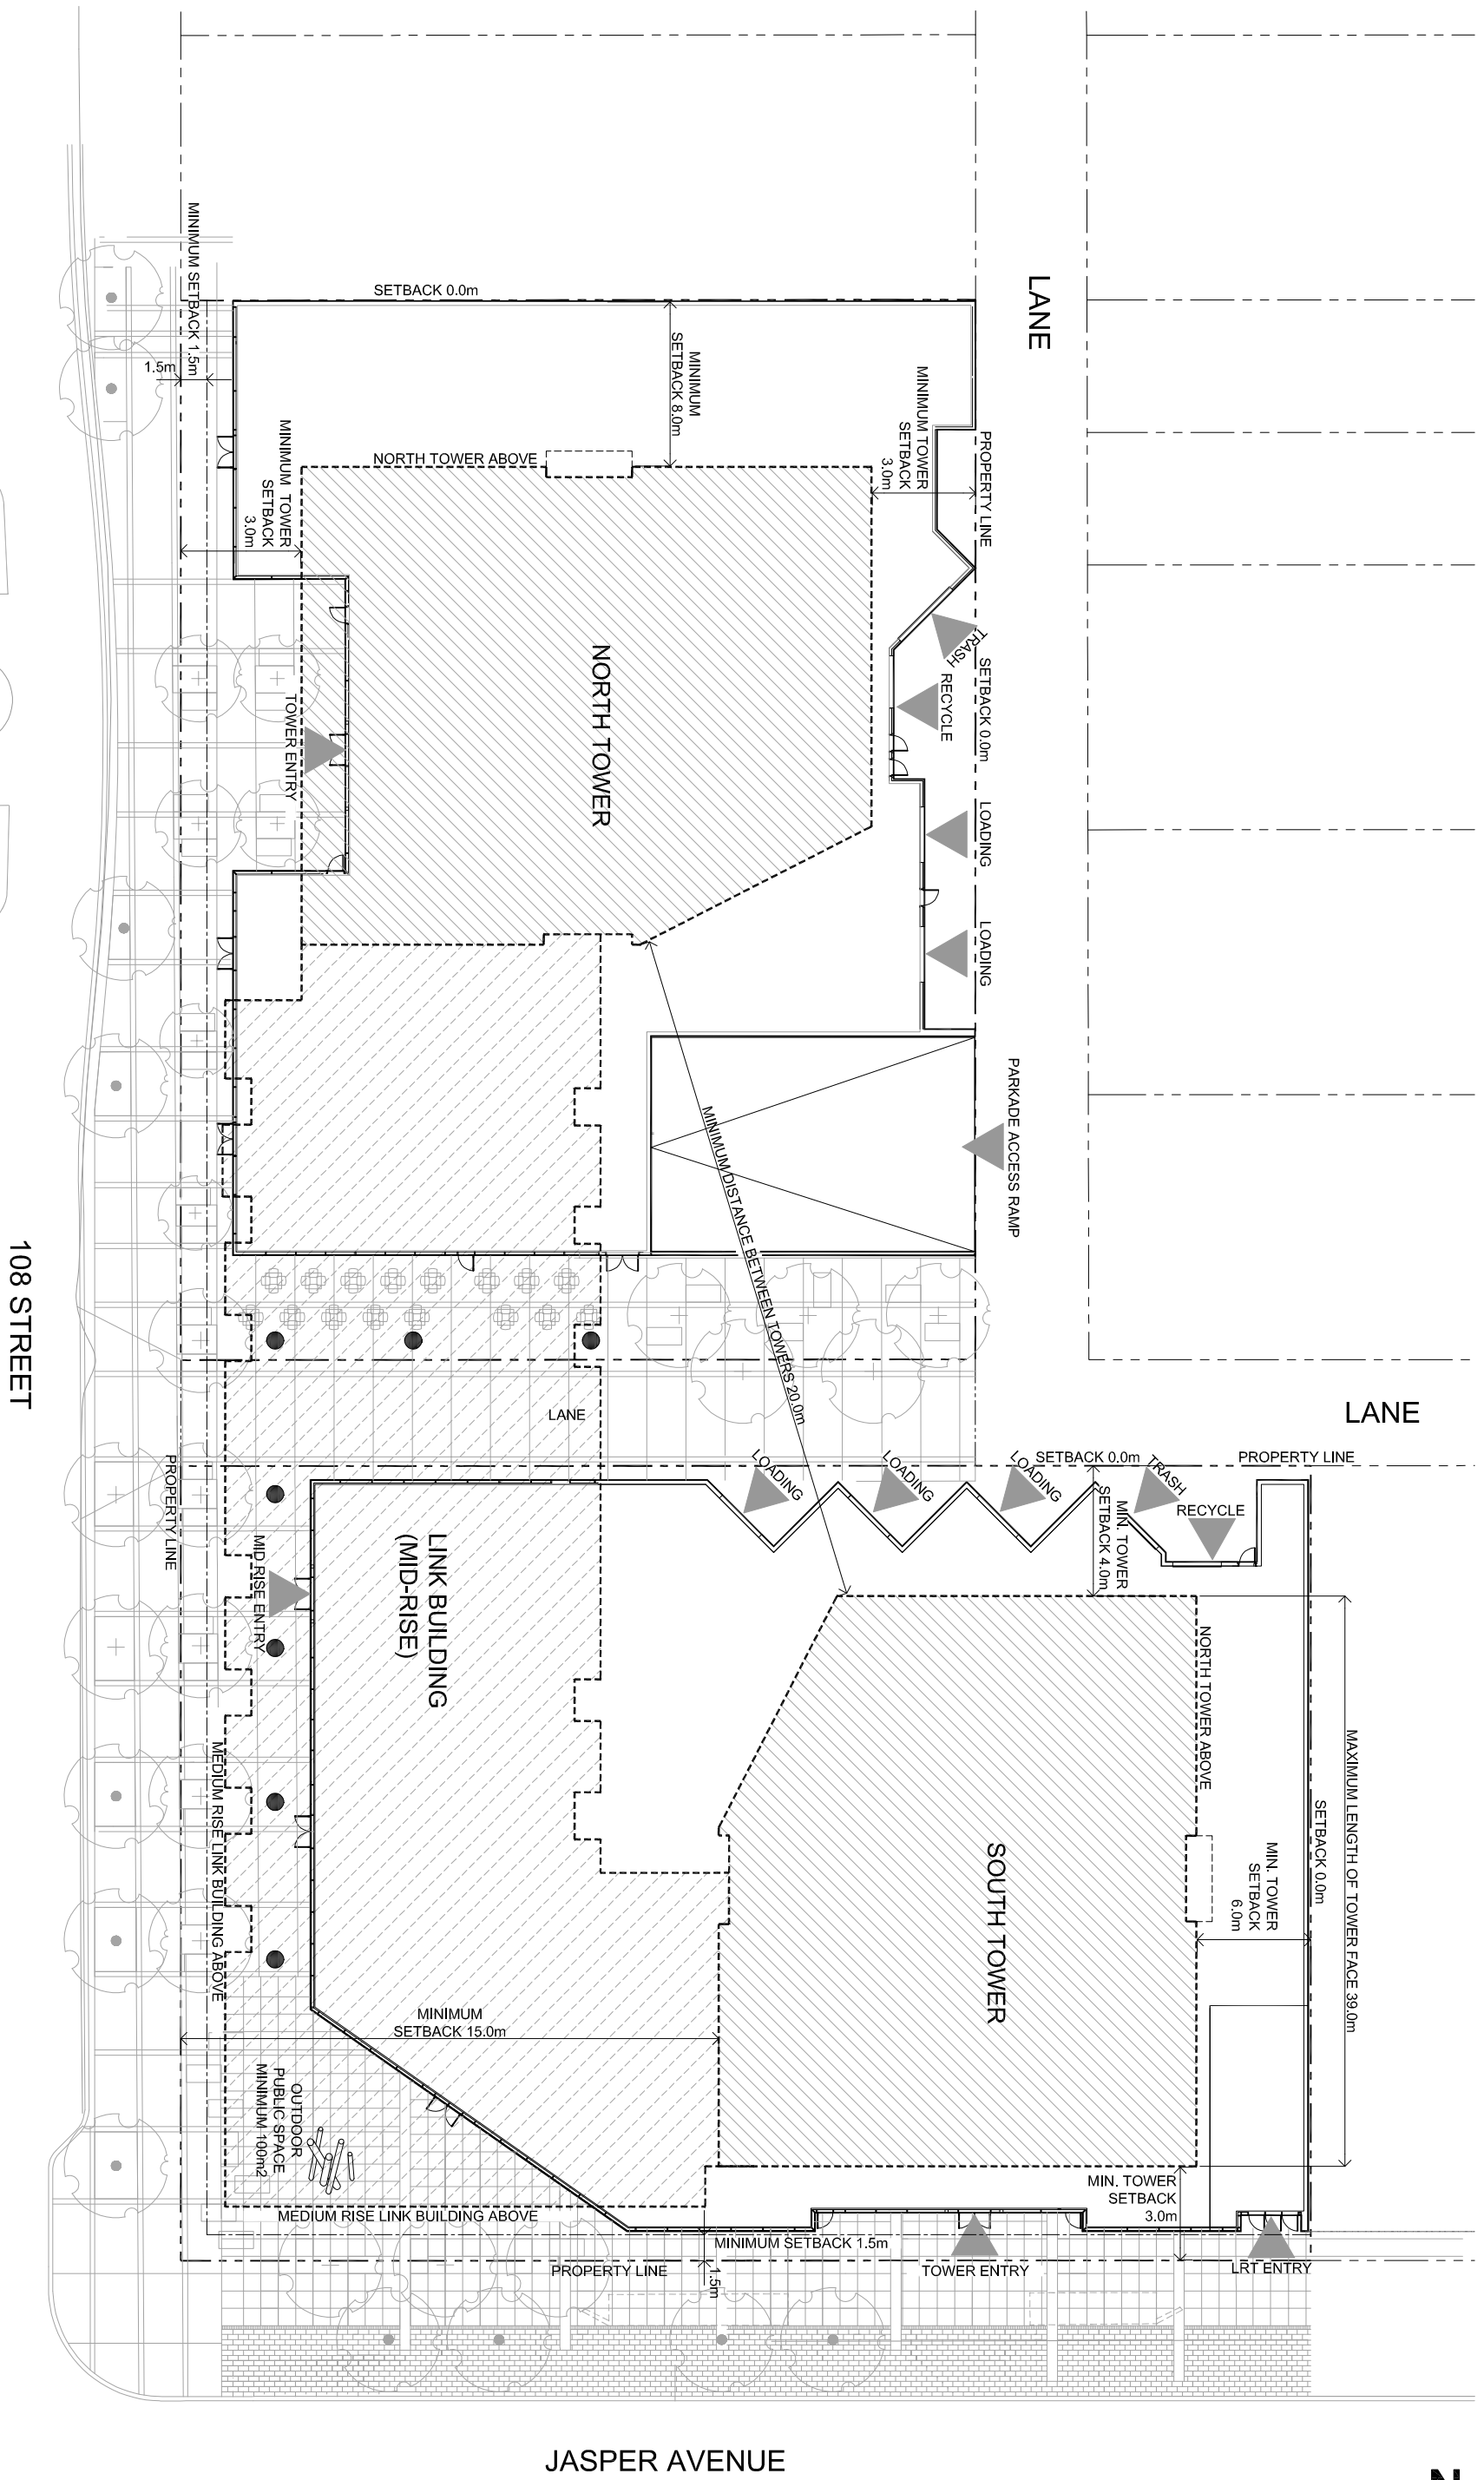 LANE
MINIMUM SETBACK 1.5m
SETBACK 0.0m
1.5m
MINIMUM
SETBACK 8.0m
MINIMUM TOWER
SETBACK
3.0m
PROPERTY LINE
NORTH TOWER ABOVE
MINIMUM TOWER
SETBACK
3.0m
TRASH
SETBACK 0.0m
RECYCLE
NORTH TOWER
TOWER ENTRY
LOADING
LOADING
PARKADE ACCESS RAMP
MINIMUM DISTANCE BETWEEN TOWERS 20.0m
108 STREET
LANE
LANE
PROPERTY LINE
LOADING
LOADING
LOADING
SETBACK 0.0m
TRASH
PROPERTY LINE
RECYCLE
MIN. TOWER
SETBACK 4.0m
MID RISE ENTRY
LINK BUILDING
(MID-RISE)
NORTH TOWER ABOVE
MAXIMUM LENGTH OF TOWER FACE 39.0m
SETBACK 0.0m
MIN. TOWER
SETBACK
6.0m
SOUTH TOWER
MEDIUM RISE LINK BUILDING ABOVE
MINIMUM
SETBACK 15.0m
OUTDOOR
PUBLIC SPACE
MINIMUM 100m2
MIN. TOWER
SETBACK
3.0m
MEDIUM RISE LINK BUILDING ABOVE
MINIMUM SETBACK 1.5m
PROPERTY LINE
1.5m
TOWER ENTRY
LRT ENTRY
JASPER AVENUE
N